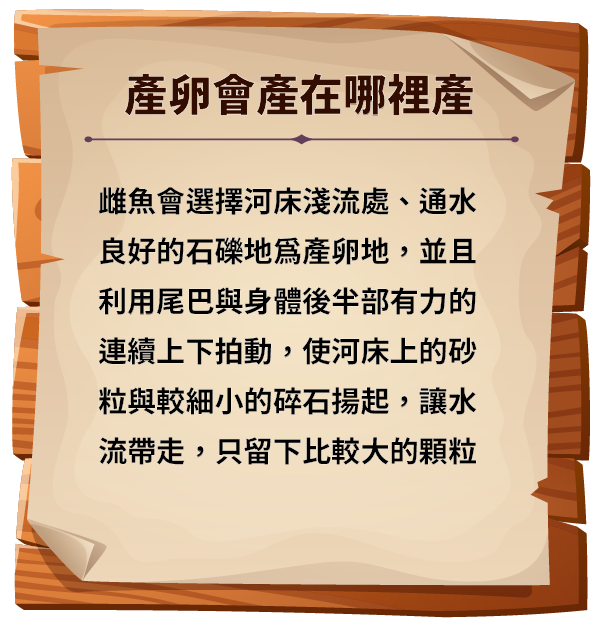 產卵會產在哪裡產
雌魚會選擇河床淺流處、通水
良好的石礫地爲產卵地，並且
利用尾巴與身體後半部有力的
連續上下拍動，使河床上的砂
粒與較細小的碎石揚起，讓水
流帶走，只留下比較大的顆粒